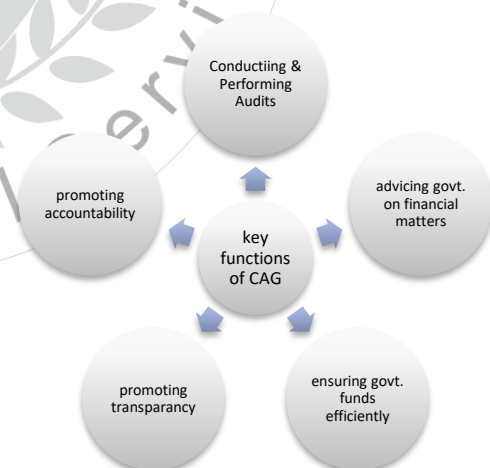 Conductiing &
Performing
Audits
promoting
accountability
advicing govt.
on financial
matters
key
functions
of CAG
promoting
transparancy
ensuring govt.
funds
efficiently